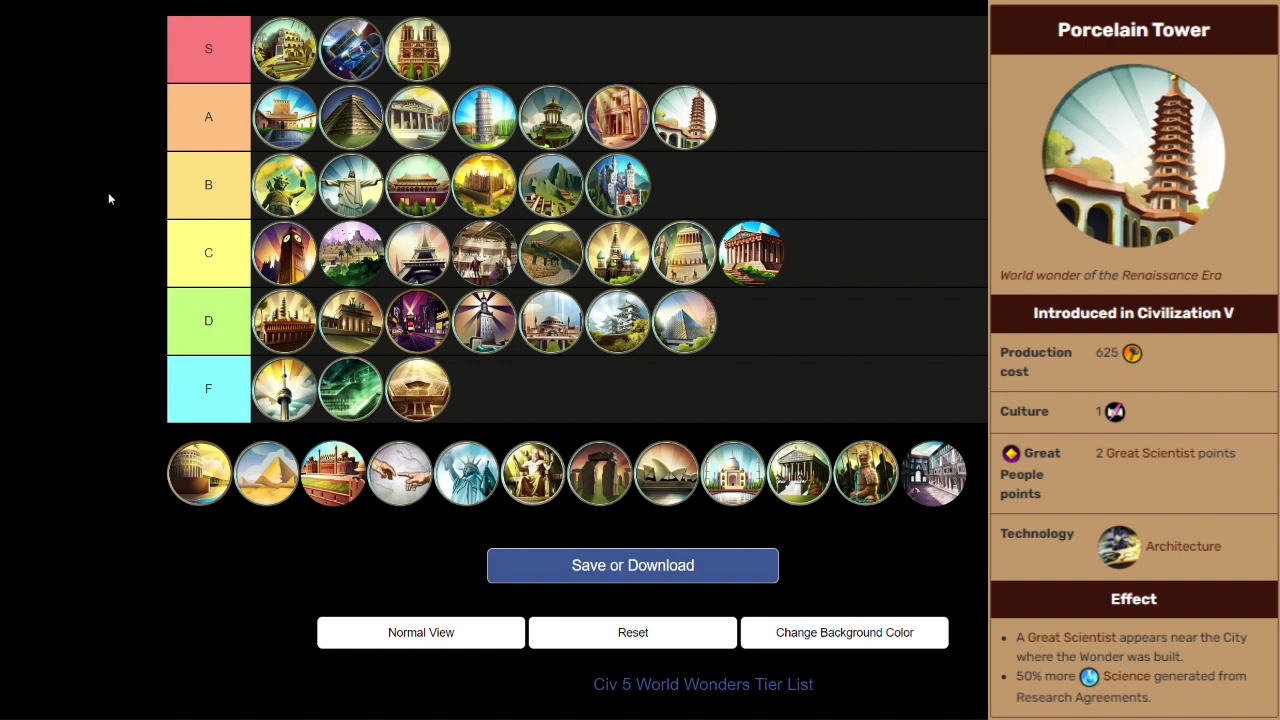 S
A
B
C
D
F
Save or Download
Normal View
Reset
Change Background Color
Civ 5 World Wonders Tier List
Porcelain Tower
World wonder of the Renaissance Era
Introduced in Civilization V
Production cost
625
Culture
1
Great People points
2 Great Scientist points
Technology
Architecture
Effect
• A Great Scientist appears near the City
where the Wonder was built.
• 50% more Science generated from
Research Agreements.